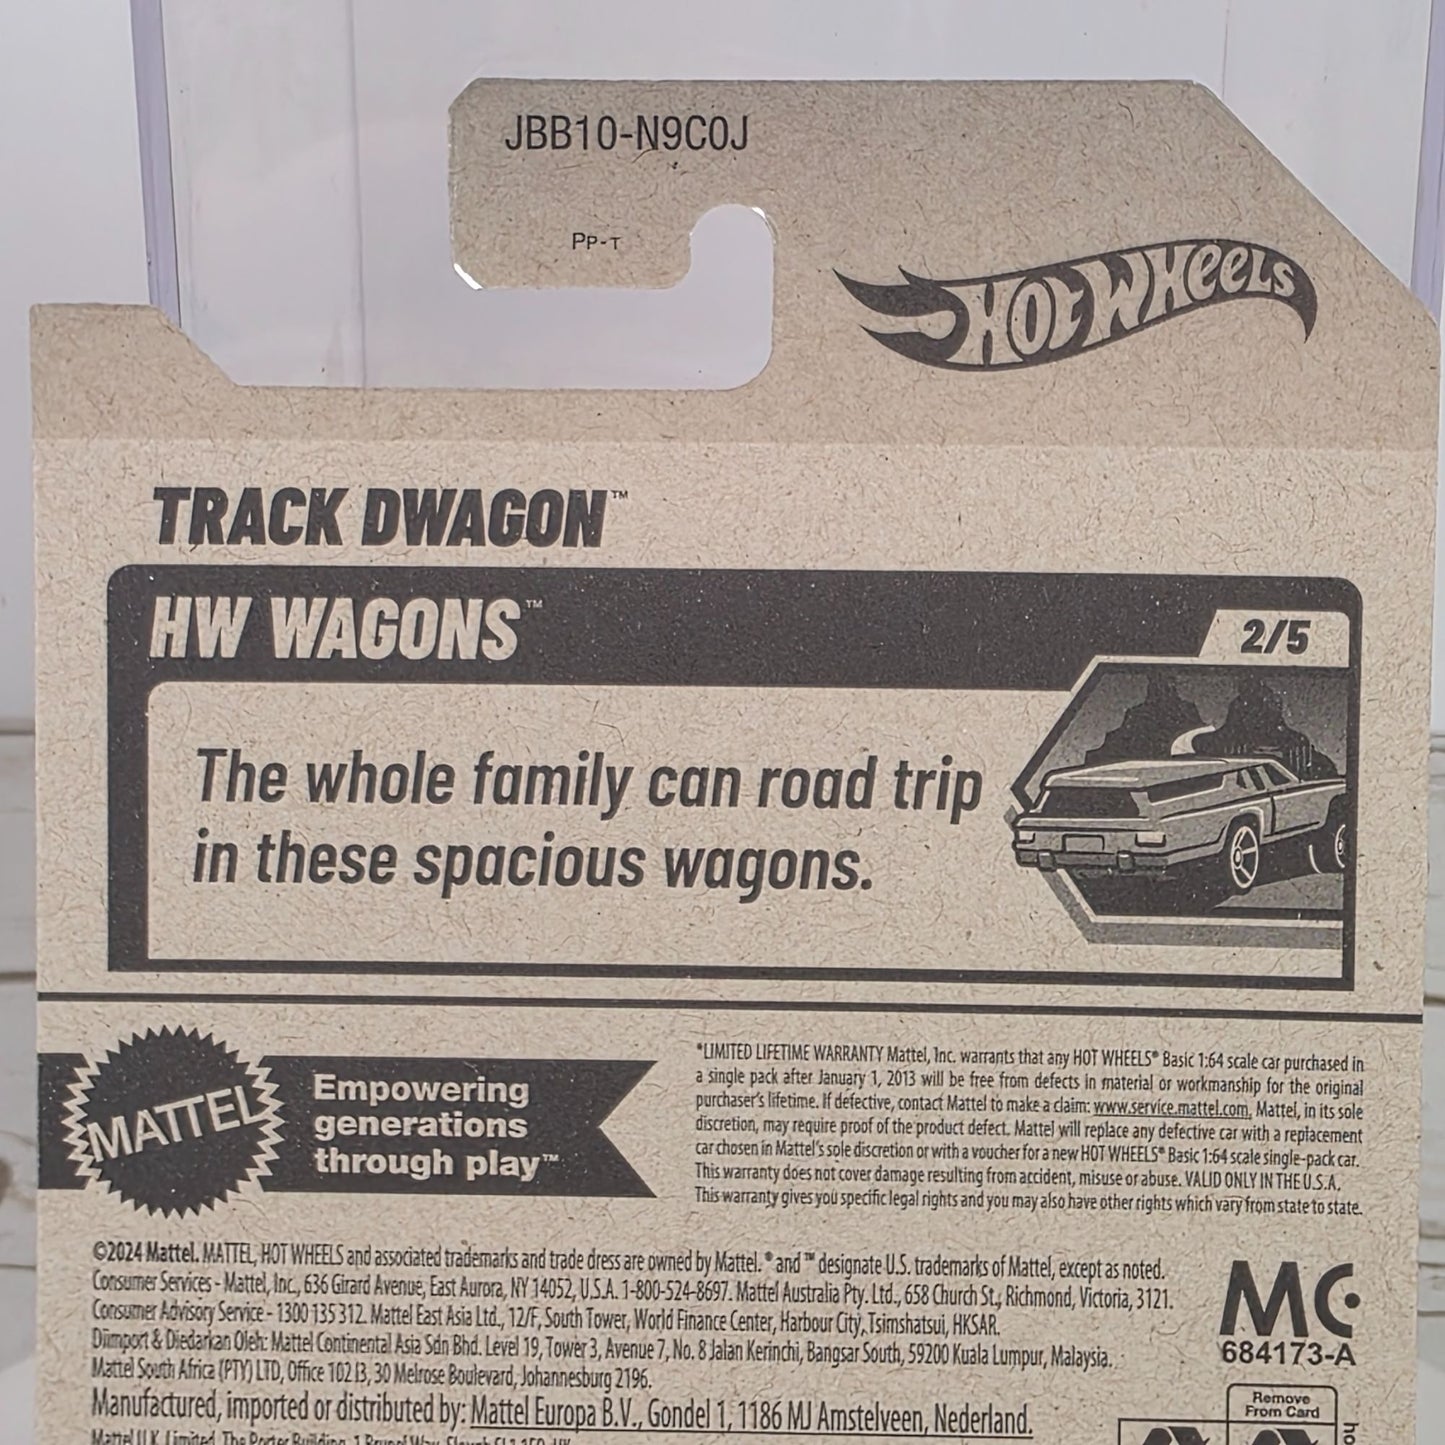 JBB10-N9C0J
PP-T
HOT WHEELS
TRACK DWAGON™
HW WAGONS™
2/5
The whole family can road trip
in these spacious wagons.
MATTEL
Empowering
generations
through play™
*LIMITED LIFETIME WARRANTY Mattel, Inc. warrants that any HOT WHEELS® Basic 1:64 scale car purchased in
a single pack after January 1, 2013 will be free from defects in material or workmanship for the original
purchaser's lifetime. If defective, contact Mattel to make a claim: www.service.mattel.com. Mattel, in its sole
discretion, may require proof of the product defect. Mattel will replace any defective car with a replacement
car chosen in Mattel's sole discretion or with a voucher for a new HOT WHEELS® Basic 1:64 scale single-pack car.
This warranty does not cover damage resulting from accident, misuse or abuse. VALID ONLY IN THE U.S.A.
This warranty gives you specific legal rights and you may also have other rights which vary from state to state.
©2024 Mattel. MATTEL, HOT WHEELS and associated trademarks and trade dress are owned by Mattel. ® and ™ designate U.S. trademarks of Mattel, except as noted.
Consumer Services - Mattel, Inc., 636 Girard Avenue, East Aurora, NY 14052, U.S.A. 1-800-524-8697. Mattel Australia Pty. Ltd., 658 Church St., Richmond, Victoria, 3121.
Consumer Advisory Service - 1300 135 312. Mattel East Asia Ltd., 12/F, South Tower, World Finance Center, Harbour City, Tsimshatsui, HKSAR.
Diimport & Diedarkan Oleh: Mattel Continental Asia Sdn Bhd. Level 19, Tower 3, Avenue 7, No. 8 Jalan Kerinchi, Bangsar South, 59200 Kuala Lumpur, Malaysia.
Mattel South Africa (PTY) LTD, Office 102 I3, 30 Melrose Boulevard, Johannesburg 2196.
Manufactured, imported or distributed by: Mattel Europa B.V., Gondel 1, 1186 MJ Amstelveen, Nederland.
Mattel U.K. Limited, The Porter Building, 1 Brunel Way, Slough SL1 1FQ, UK.
MC
684173-A
Remove
From Card